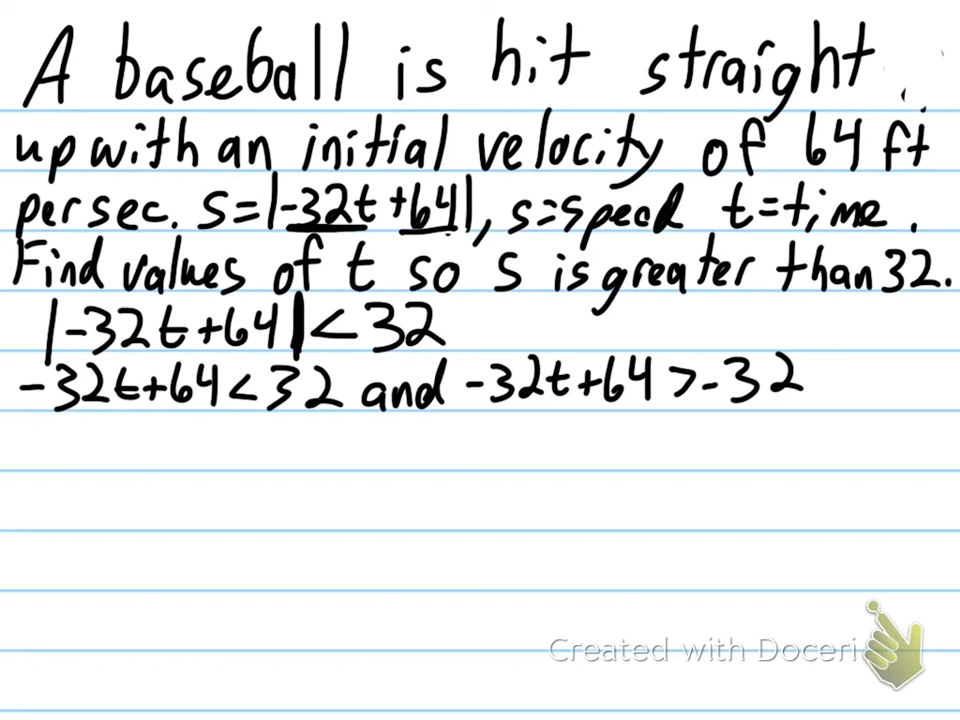 A baseball is hit straight
up with an initial velocity of 64 ft
per sec. s=|-32t+64|, s=speed t=time.
Find values of t so s is greater than 32.
|-32t+64|<32
-32t+64<32 and -32t+64>-32
Created with Doceri